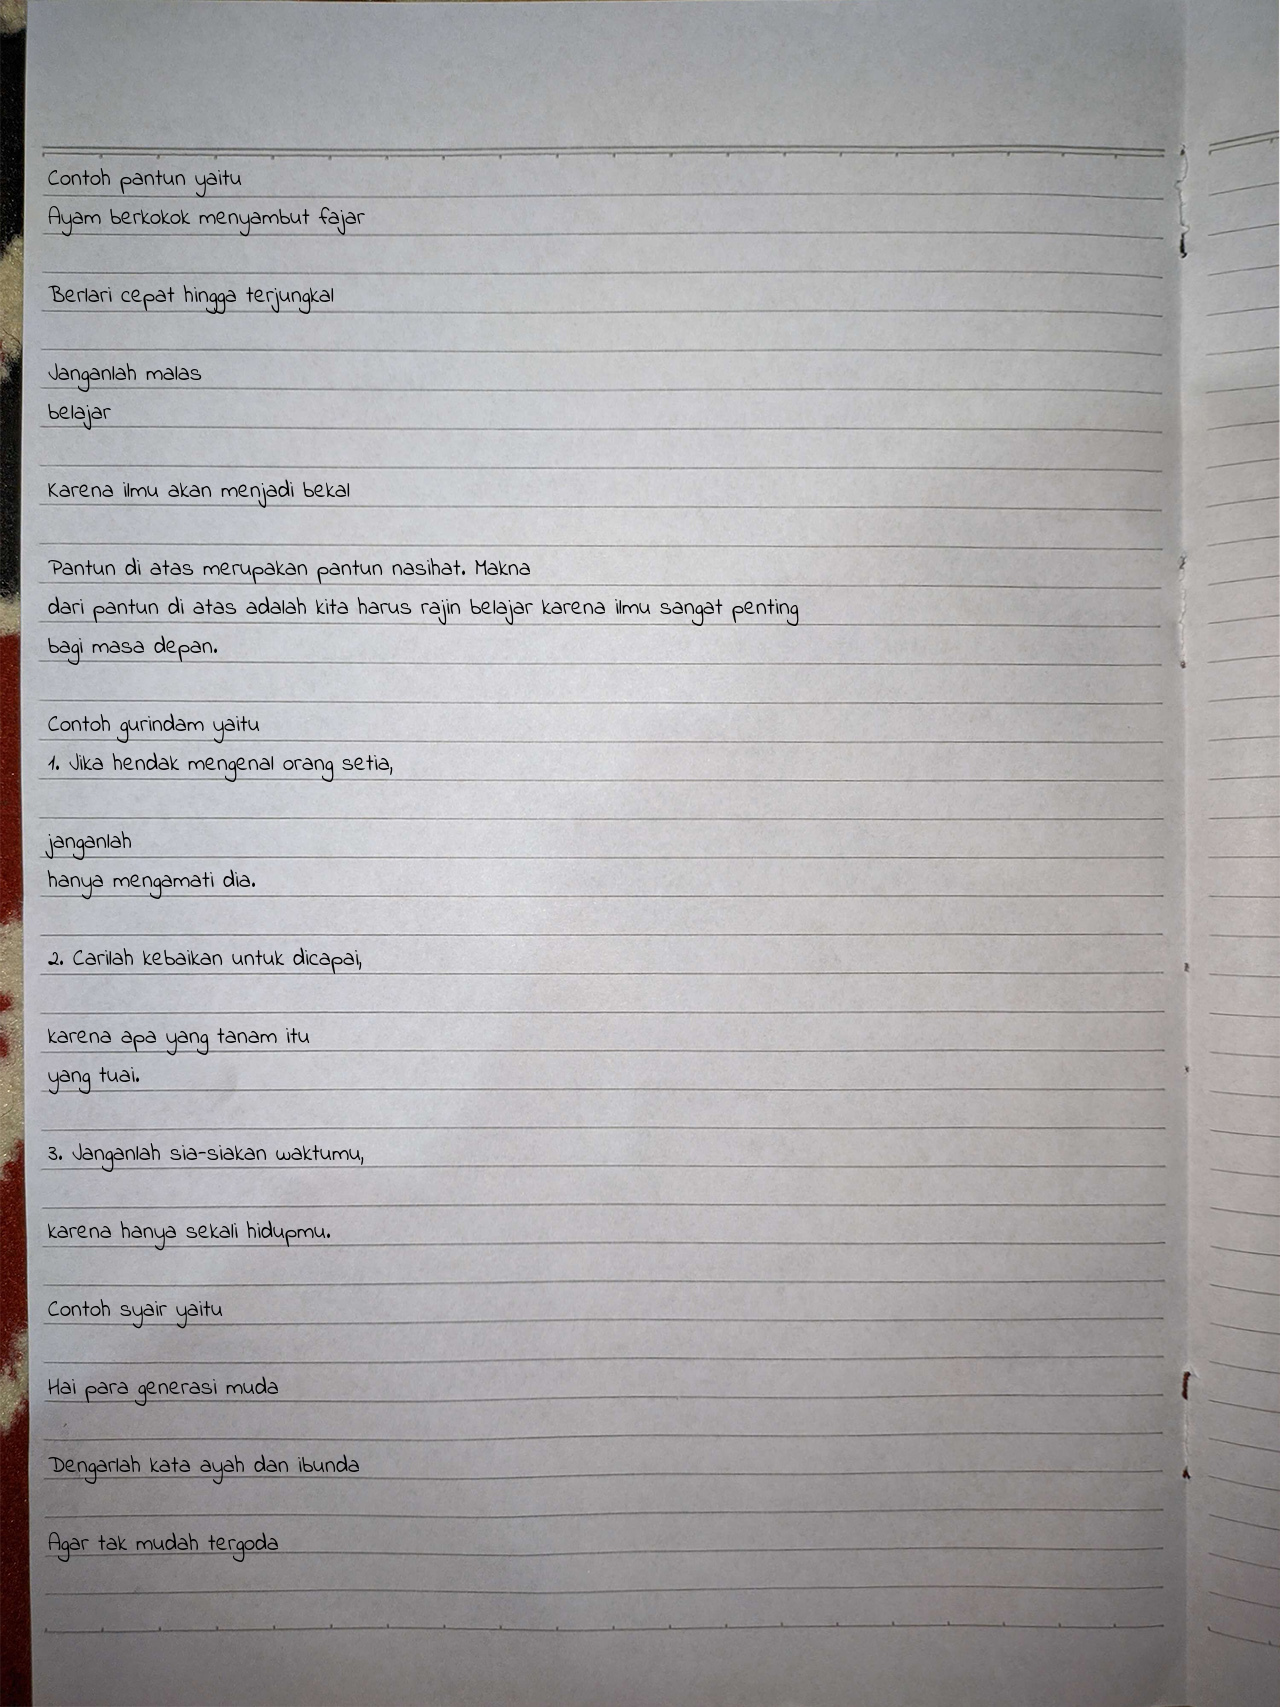 Contoh pantun yaitu
Ayam berkokok menyambut fajar
Berlari cepat hingga terjungkal
Janganlah malas
belajar
Karena ilmu akan menjadi bekal
Pantun di atas merupakan pantun nasihat. Makna
dari pantun di atas adalah kita harus rajin belajar karena ilmu sangat penting
bagi masa depan.
Contoh gurindam yaitu
1. Jika hendak mengenal orang setia,
janganlah
hanya mengamati dia.
2. Carilah kebaikan untuk dicapai,
karena apa yang tanam itu
yang tuai.
3. Janganlah sia-siakan waktumu,
karena hanya sekali hidupmu.
Contoh syair yaitu
Hai para generasi muda
Dengarlah kata ayah dan ibunda
Agar tak mudah tergoda